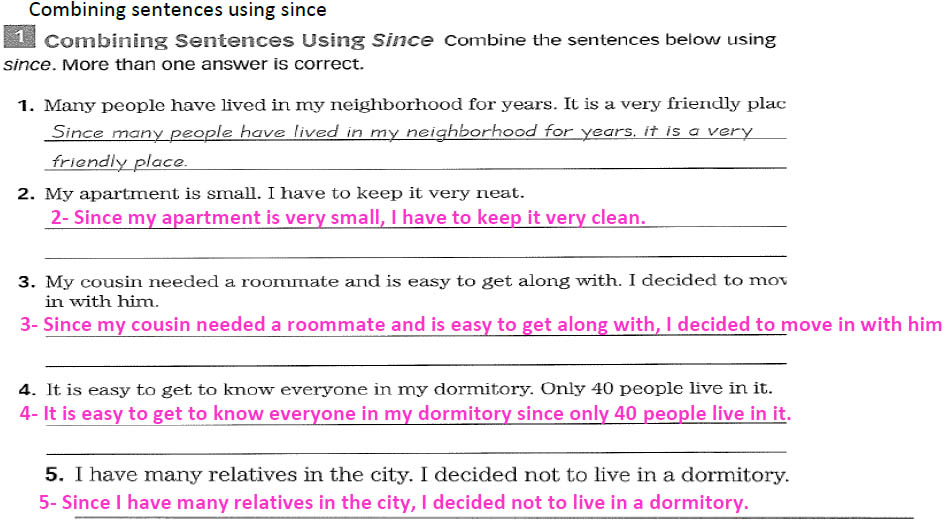 Combining sentences using since
1 Combining Sentences Using Since Combine the sentences below using
since. More than one answer is correct.
1. Many people have lived in my neighborhood for years. It is a very friendly plac
Since many people have lived in my neighborhood for years, it is a very
friendly place.
2. My apartment is small. I have to keep it very neat.
2- Since my apartment is very small, I have to keep it very clean.
3. My cousin needed a roommate and is easy to get along with. I decided to mov
in with him.
3- Since my cousin needed a roommate and is easy to get along with, I decided to move in with him
4. It is easy to get to know everyone in my dormitory. Only 40 people live in it.
4- It is easy to get to know everyone in my dormitory since only 40 people live in it.
5. I have many relatives in the city. I decided not to live in a dormitory.
5- Since I have many relatives in the city, I decided not to live in a dormitory.